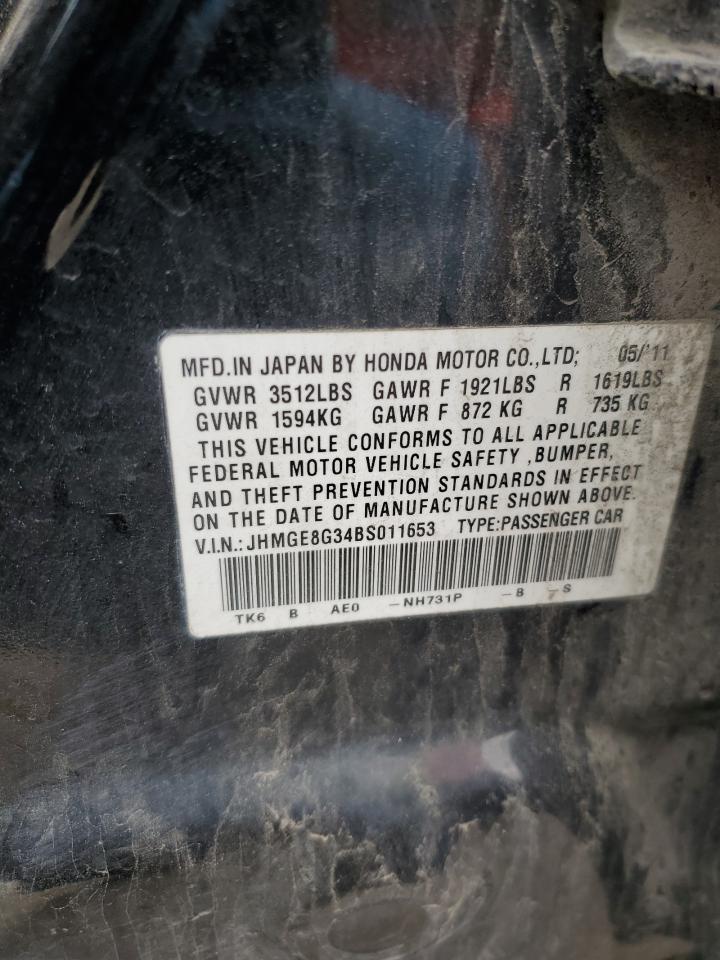 MFD.IN JAPAN BY HONDA MOTOR CO.,LTD; 05/'11
GVWR 3512LBS GAWR F 1921LBS R 1619LBS
GVWR 1594KG GAWR F 872 KG R 735 KG
THIS VEHICLE CONFORMS TO ALL APPLICABLE
FEDERAL MOTOR VEHICLE SAFETY ,BUMPER,
AND THEFT PREVENTION STANDARDS IN EFFECT
ON THE DATE OF MANUFACTURE SHOWN ABOVE.
V.I.N.: JHMGE8G34BS011653 TYPE:PASSENGER CAR
TK6 B AE0 -NH731P -8 -S